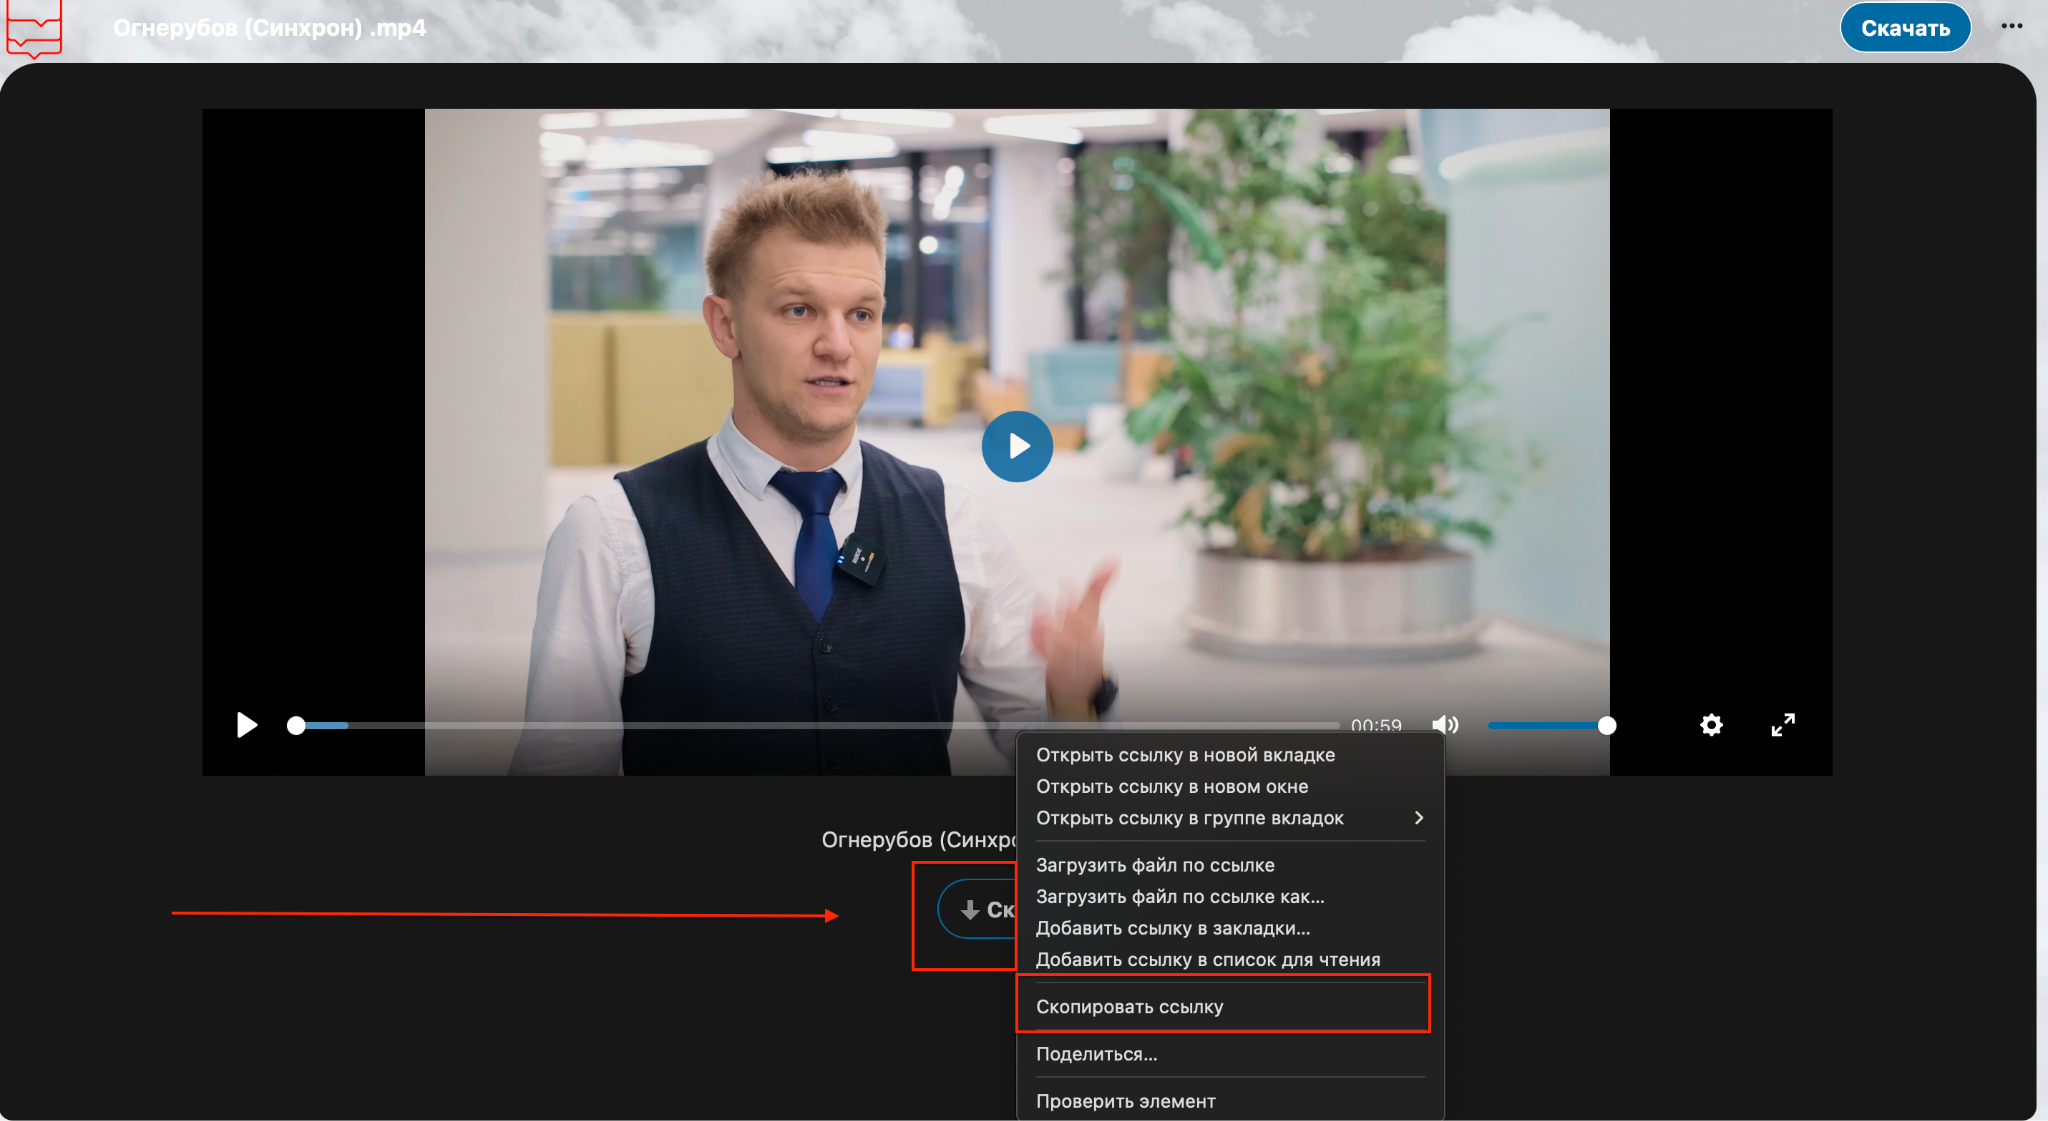 Огнерубов (Синхрон) .mp4
Скачать
00:59
Открыть ссылку в новой вкладке
Открыть ссылку в новом окне
Открыть ссылку в группе вкладок
Огнерубов (Синхро
Загрузить файл по ссылке
Загрузить файл по ссылке как...
Ск
Добавить ссылку в закладки...
Добавить ссылку в список для чтения
Скопировать ссылку
Поделиться...
Проверить элемент